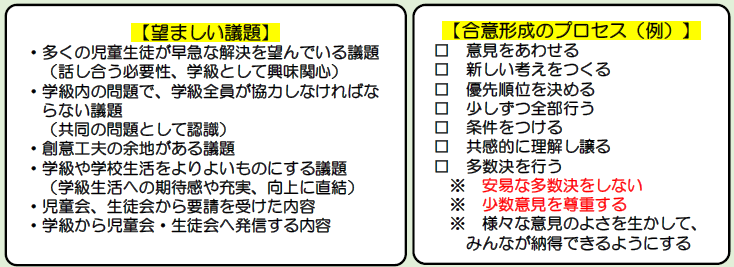 【望ましい議題】
・多くの児童生徒が早急な解決を望んでいる議題
（話し合う必要性、学級として興味関心）
・学級内の問題で、学級全員が協力しなければな
らない議題
（共同の問題として認識）
・創意工夫の余地がある議題
・学級や学校生活をよりよいものにする議題
（学級生活への期待感や充実、向上に直結）
・児童会、生徒会から要請を受けた内容
・学級から児童会・生徒会へ発信する内容
【合意形成のプロセス（例）】
□ 意見をあわせる
□ 新しい考えをつくる
□ 優先順位を決める
□ 少しずつ全部行う
□ 条件をつける
□ 共感的に理解し譲る
□ 多数決を行う
※ 安易な多数決をしない
※ 少数意見を尊重する
※ 様々な意見のよさを生かして、
みんなが納得できるようにする